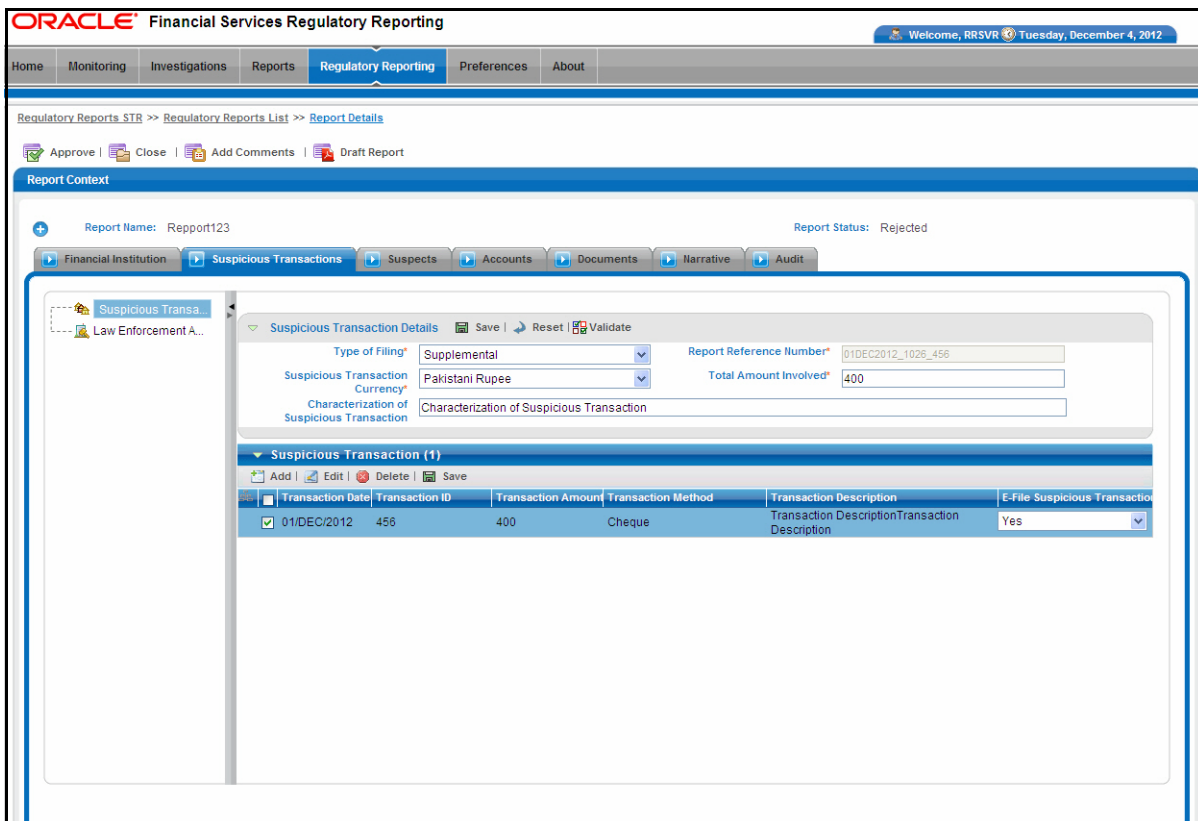 ORACLE® Financial Services Regulatory Reporting
Welcome, RRSVR Tuesday, December 4, 2012
Home Monitoring Investigations Reports Regulatory Reporting Preferences About
Regulatory Reports STR >> Regulatory Reports List >> Report Details
Approve | Close | Add Comments | Draft Report
Report Context
Report Name: Repport123 Report Status: Rejected
Financial Institution Suspicious Transactions Suspects Accounts Documents Narrative Audit
Suspicious Transa...
Law Enforcement A...
Suspicious Transaction Details Save | Reset | Validate
Type of Filing* Supplemental Report Reference Number* 01DEC2012_1026_456
Suspicious Transaction Currency* Pakistani Rupee Total Amount Involved* 400
Characterization of Suspicious Transaction Characterization of Suspicious Transaction
Suspicious Transaction (1)
Add | Edit | Delete | Save
Transaction Date Transaction ID Transaction Amount Transaction Method Transaction Description E-File Suspicious Transaction
01/DEC/2012 456 400 Cheque Transaction DescriptionTransaction Description Yes